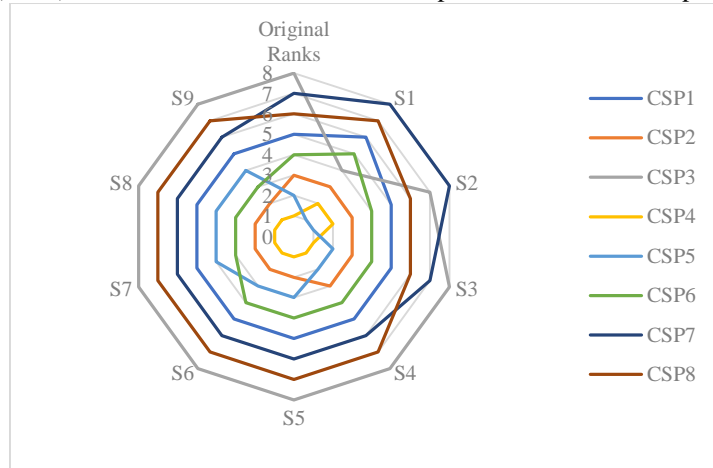 Original
Ranks
8
7
6
5
4
3
2
1
0
S1
S2
S3
S4
S5
S6
S7
S8
S9
CSP1
CSP2
CSP3
CSP4
CSP5
CSP6
CSP7
CSP8